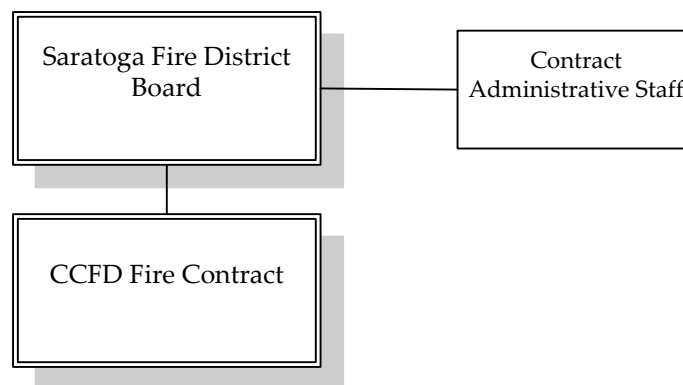 Saratoga Fire District
Board
Contract
Administrative Staff
CCFD Fire Contract